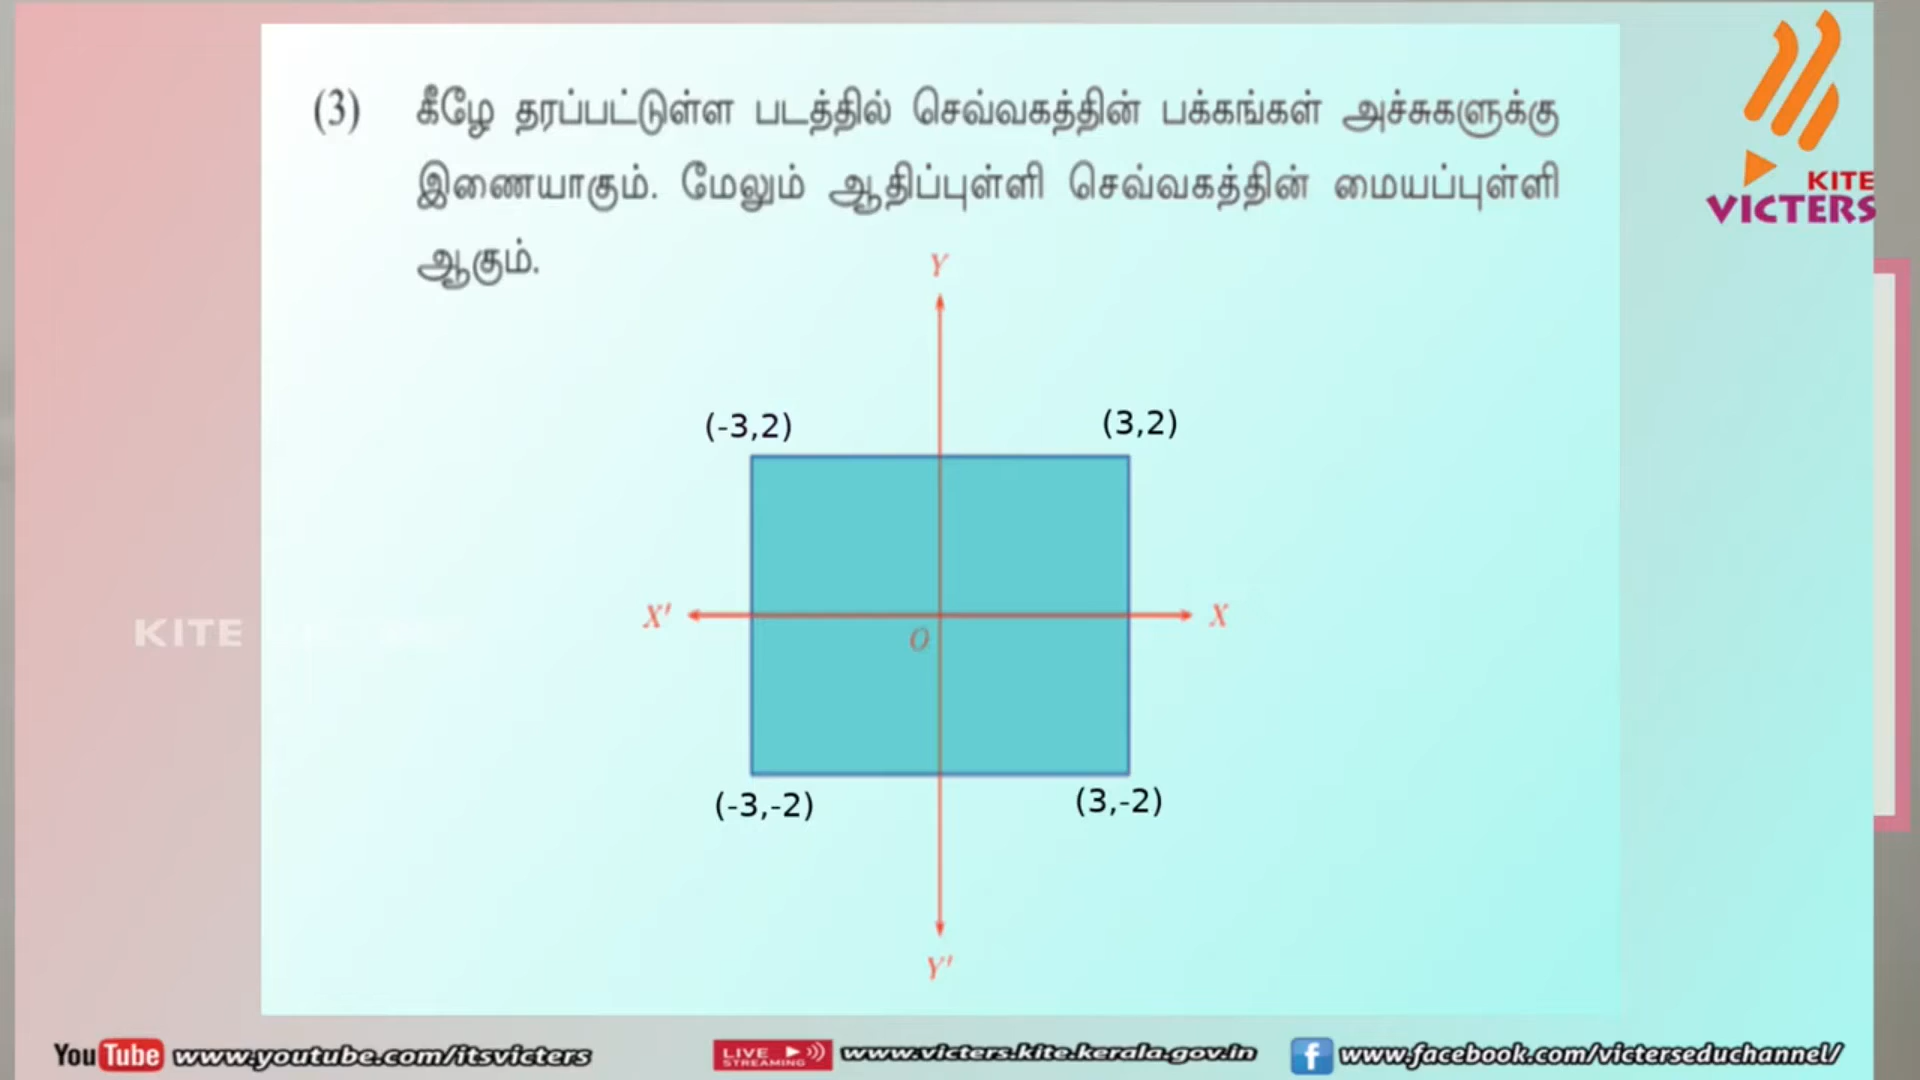 (3) கீழே தரப்பட்டுள்ள படத்தில் செவ்வகத்தின் பக்கங்கள் அச்சுகளுக்கு
இணையாகும். மேலும் ஆதிப்புள்ளி செவ்வகத்தின் மையப்புள்ளி
ஆகும்.
KITE
VICTERS
Y
(-3,2) (3,2)
X' O X
KITE
(-3,-2) (3,-2)
Y'
YouTube www.youtube.com/itsvicters
LIVE STREAMING www.victers.kite.kerala.gov.in
f www.facebook.com/victerseduchannel/